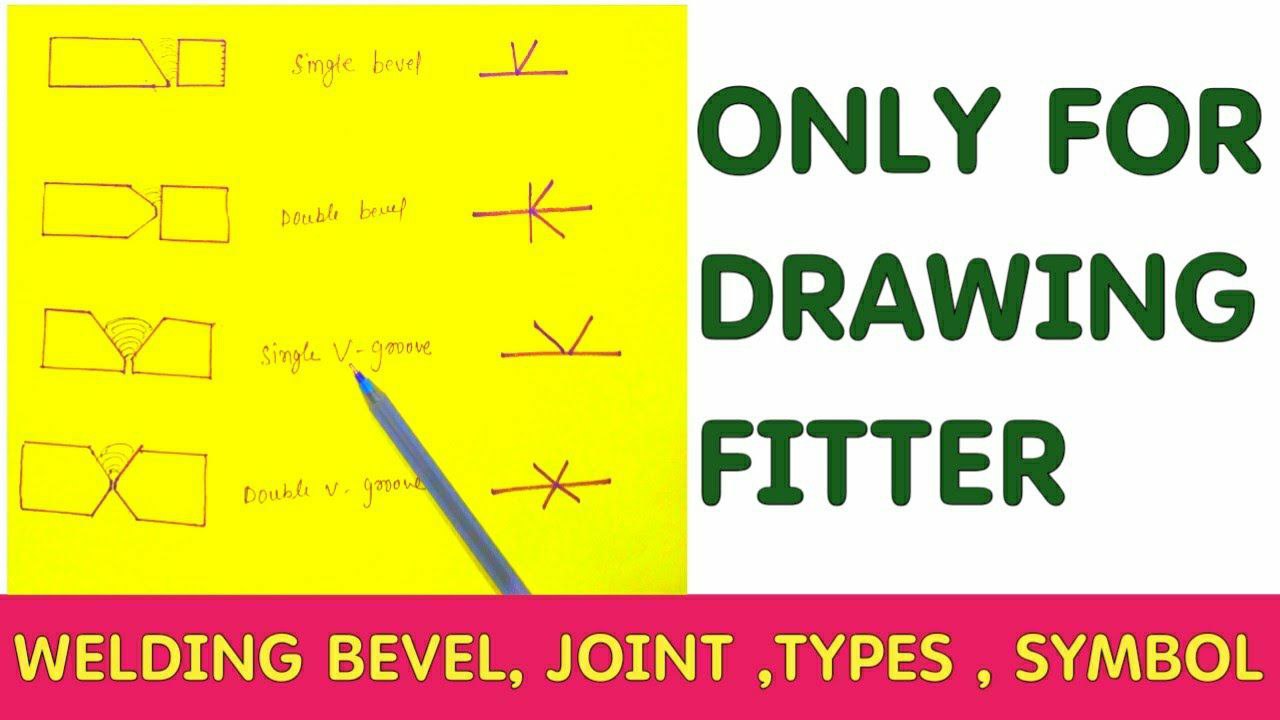 Single bevel
Double bevel
Single V-groove
Double V-groove
ONLY FOR
DRAWING
FITTER
WELDING BEVEL, JOINT ,TYPES , SYMBOL